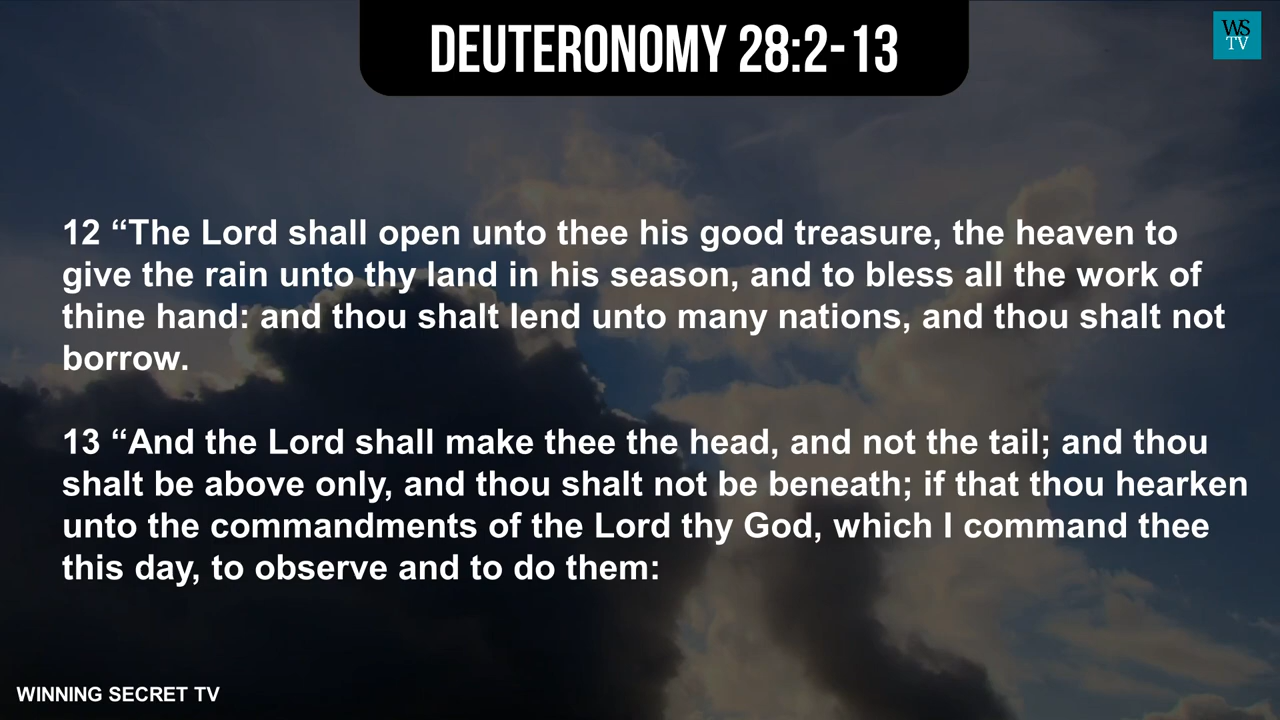 DEUTERONOMY 28:2-13
WS
TV
12 “The Lord shall open unto thee his good treasure, the heaven to
give the rain unto thy land in his season, and to bless all the work of
thine hand: and thou shalt lend unto many nations, and thou shalt not
borrow.
13 “And the Lord shall make thee the head, and not the tail; and thou
shalt be above only, and thou shalt not be beneath; if that thou hearken
unto the commandments of the Lord thy God, which I command thee
this day, to observe and to do them:
WINNING SECRET TV